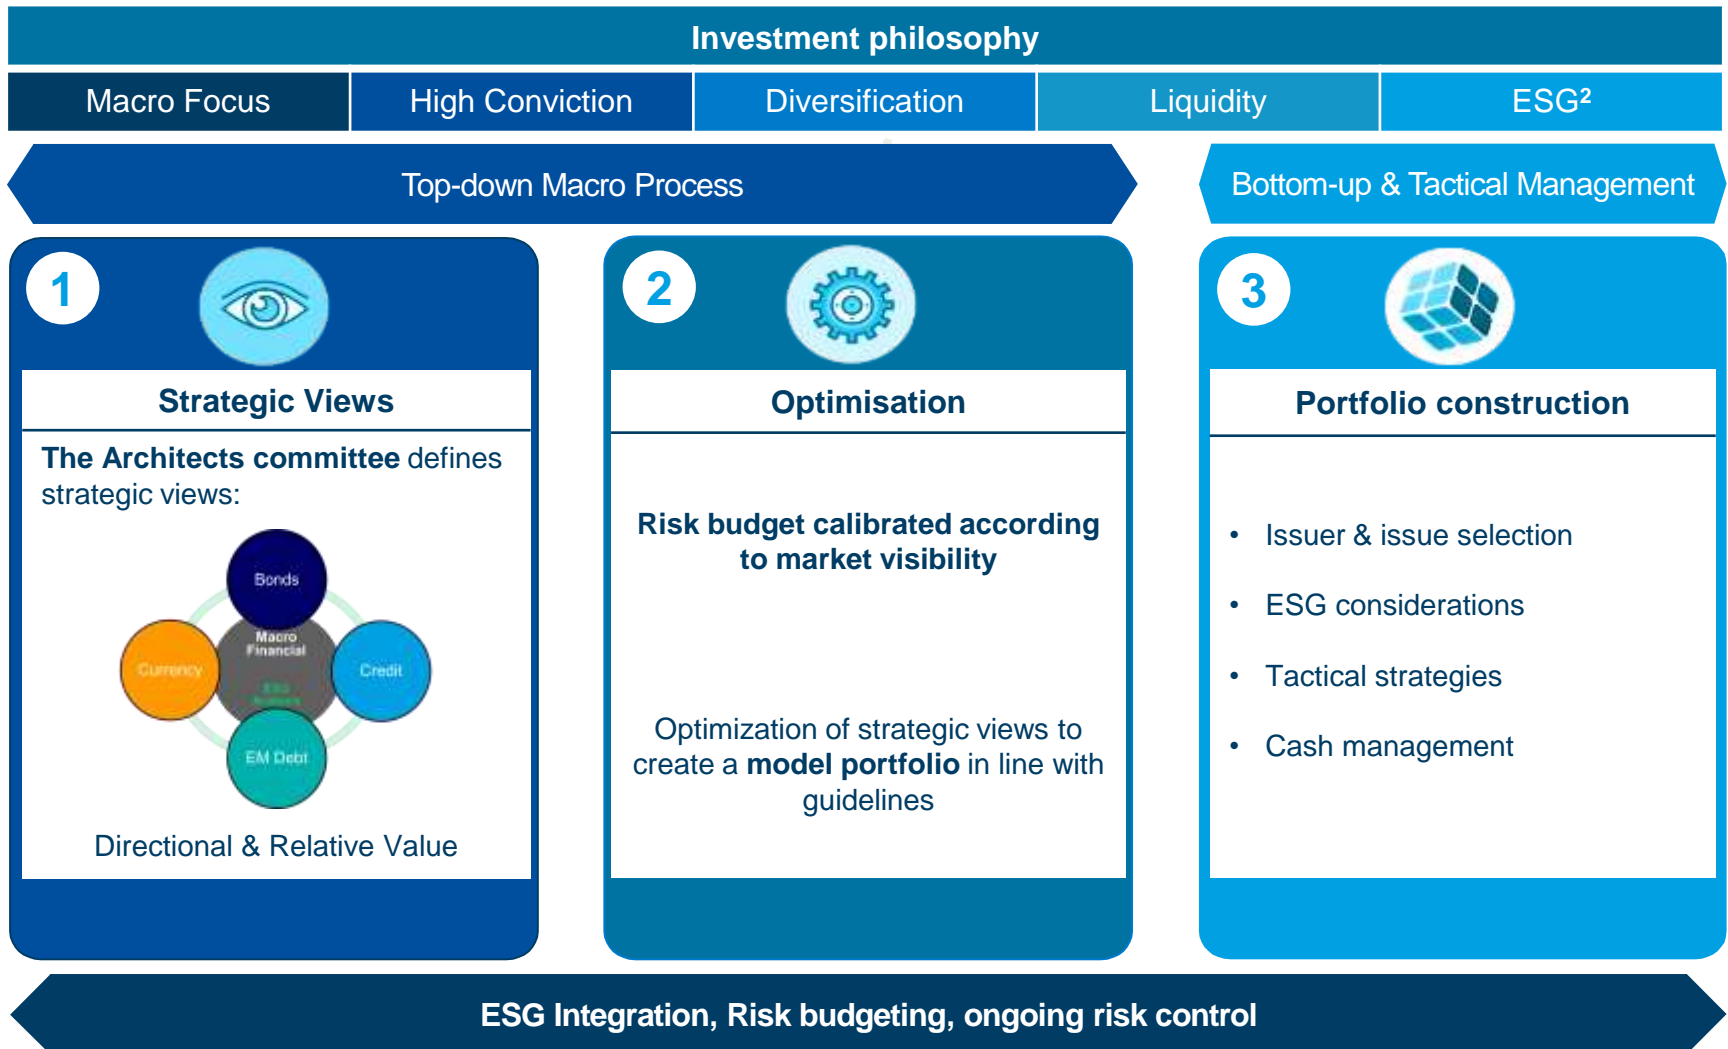 Investment philosophy
Macro Focus
High Conviction
Diversification
Liquidity
ESG²
Top-down Macro Process
Bottom-up & Tactical Management
1
Strategic Views
The Architects committee defines
strategic views:
Bonds
Macro
Financial
Currency
Credit
ESG
EM Debt
Directional & Relative Value
2
Optimisation
Risk budget calibrated according
to market visibility
Optimization of strategic views to
create a model portfolio in line with
guidelines
3
Portfolio construction
• Issuer & issue selection
• ESG considerations
• Tactical strategies
• Cash management
ESG Integration, Risk budgeting, ongoing risk control